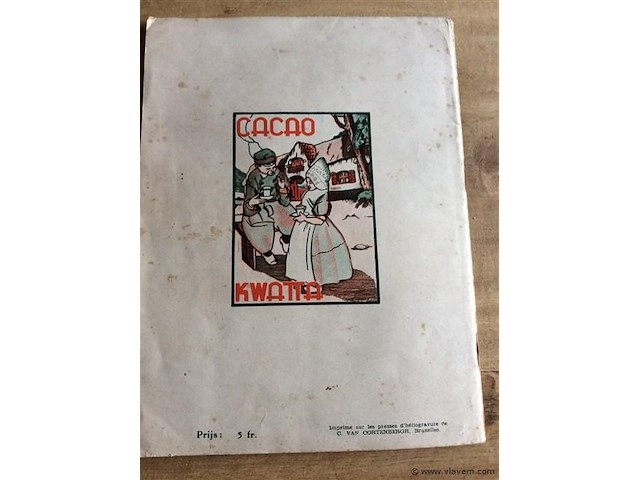 CACAO
KWATTA
Prijs: 5 fr.
Imprimé sur les presses d'héliogravure de
C. VAN CORTENBERGH, Bruxelles.
© www.vlavem.com